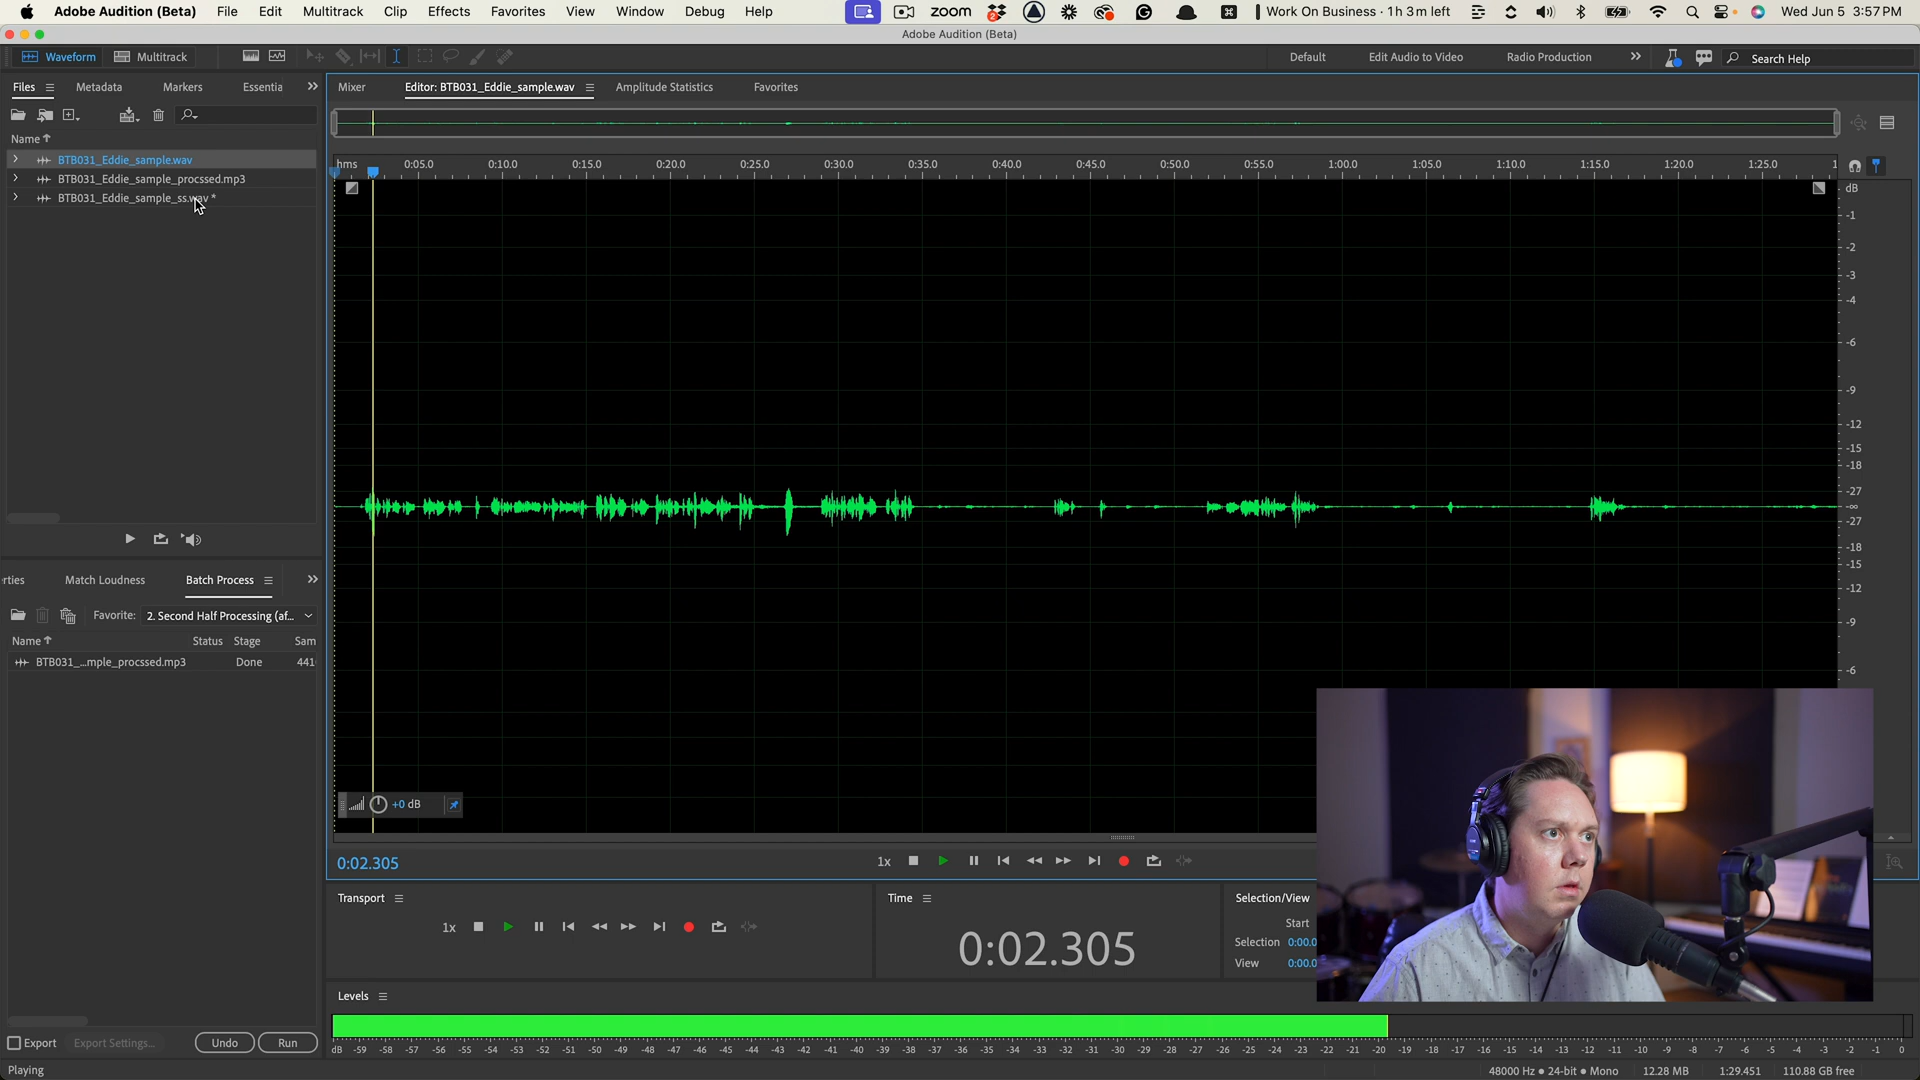 Adobe Audition (Beta) File Edit Multitrack Clip Effects Favorites View Window Debug Help zoom 2 Work On Business · 1h 3m left Wed Jun 5 3:57 PM
Adobe Audition (Beta)
Waveform Multitrack Default Edit Audio to Video Radio Production Search Help
Files Metadata Markers Essentia Mixer Editor: BTB031_Eddie_sample.wav Amplitude Statistics Favorites
Name
BTB031_Eddie_sample.wav
BTB031_Eddie_sample_procssed.mp3
BTB031_Eddie_sample_ss.wav *
hms 0:05.0 0:10.0 0:15.0 0:20.0 0:25.0 0:30.0 0:35.0 0:40.0 0:45.0 0:50.0 0:55.0 1:00.0 1:05.0 1:10.0 1:15.0 1:20.0 1:25.0 1
dB
-1
-2
-3
-4
-6
-9
-12
-15
-18
-27
-∞
-27
-18
-15
-12
-9
-6
rties Match Loudness Batch Process
Favorite: 2. Second Half Processing (af...
Name Status Stage Sam
BTB031_...mple_procssed.mp3 Done 441
+0 dB
0:02.305 1x
Transport Time Selection/View
1x
0:02.305
Start
Selection 0:00.0
View 0:00.0
Levels
dB -59 -58 -57 -56 -55 -54 -53 -52 -51 -50 -49 -48 -47 -46 -45 -44 -43 -42 -41 -40 -39 -38 -37 -36 -35 -34 -33 -32 -31 -30 -29 -28 -27 -26 -25 -24 -23 -22 -21 -20 -19 -18 -17 -16 -15 -14 -13 -12 -11 -10 -9 -8 -7 -6 -5 -4 -3 -2 -1 0
Export Export Settings... Undo Run
Playing 48000 Hz • 24-bit • Mono 12.28 MB 1:29.451 110.88 GB free